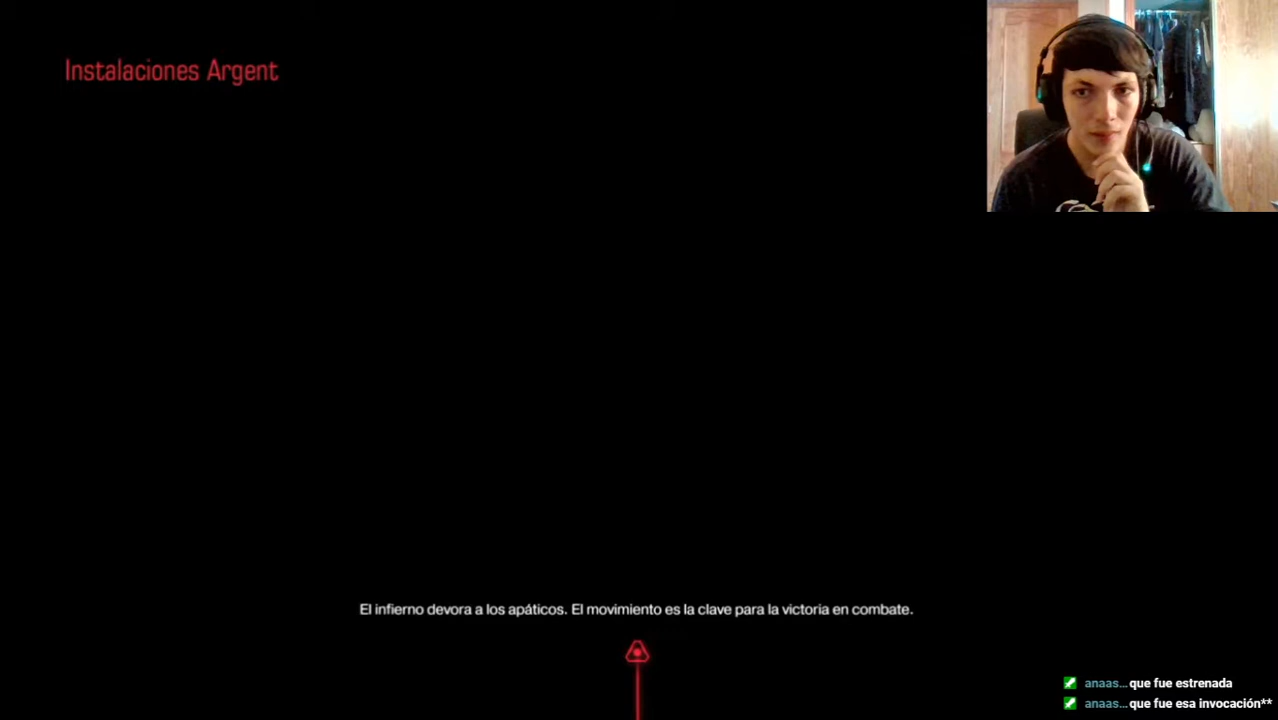 Instalaciones Argent
El infierno devora a los apáticos. El movimiento es la clave para la victoria en combate.
anaas… que fue estrenada
anaas… que fue esa invocación**